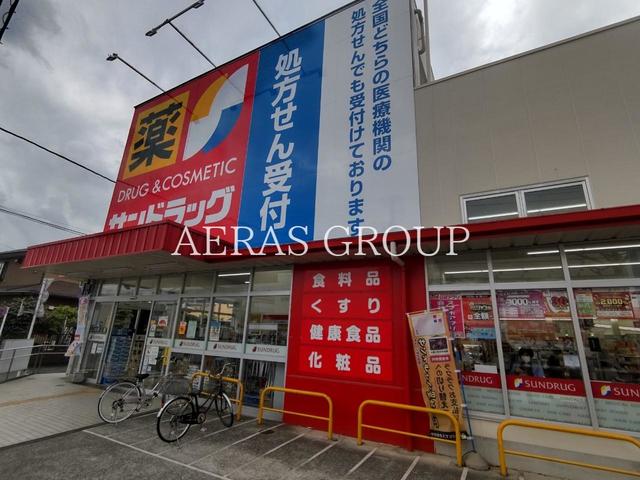 薬
DRUG & COSMETIC
サンドラッグ
処方せん受付
全国どちらの医療機関の
処方せんでも受付けております
AERAS GROUP
食料品
くすり
健康食品
化粧品
SUNDRUG
SUNDRUG
SUNDRUG
SUNDRUG